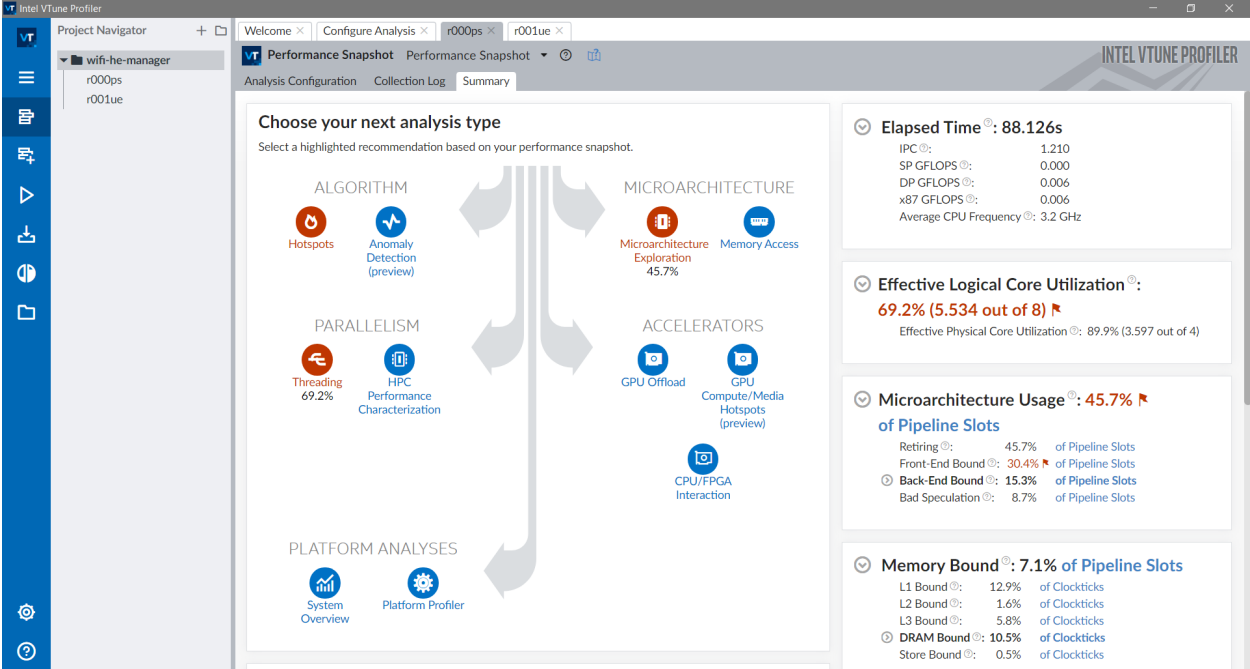 Intel VTune Profiler
Project Navigator
wifi-he-manager
r000ps
r001ue
Welcome
Configure Analysis
r000ps
r001ue
Performance Snapshot Performance Snapshot
INTEL VTUNE PROFILER
Analysis Configuration Collection Log Summary
Choose your next analysis type
Select a highlighted recommendation based on your performance snapshot.
ALGORITHM
Hotspots
Anomaly
Detection
(preview)
MICROARCHITECTURE
Microarchitecture
Exploration
45.7%
Memory Access
PARALLELISM
Threading
69.2%
HPC
Performance
Characterization
ACCELERATORS
GPU Offload
GPU
Compute/Media
Hotspots
(preview)
CPU/FPGA
Interaction
PLATFORM ANALYSES
System
Overview
Platform Profiler
Elapsed Time: 88.126s
IPC: 1.210
SP GFLOPS: 0.000
DP GFLOPS: 0.006
x87 GFLOPS: 0.006
Average CPU Frequency: 3.2 GHz
Effective Logical Core Utilization:
69.2% (5.534 out of 8)
Effective Physical Core Utilization: 89.9% (3.597 out of 4)
Microarchitecture Usage: 45.7%
of Pipeline Slots
Retiring: 45.7% of Pipeline Slots
Front-End Bound: 30.4% of Pipeline Slots
Back-End Bound: 15.3% of Pipeline Slots
Bad Speculation: 8.7% of Pipeline Slots
Memory Bound: 7.1% of Pipeline Slots
L1 Bound: 12.9% of Clockticks
L2 Bound: 1.6% of Clockticks
L3 Bound: 5.8% of Clockticks
DRAM Bound: 10.5% of Clockticks
Store Bound: 0.5% of Clockticks